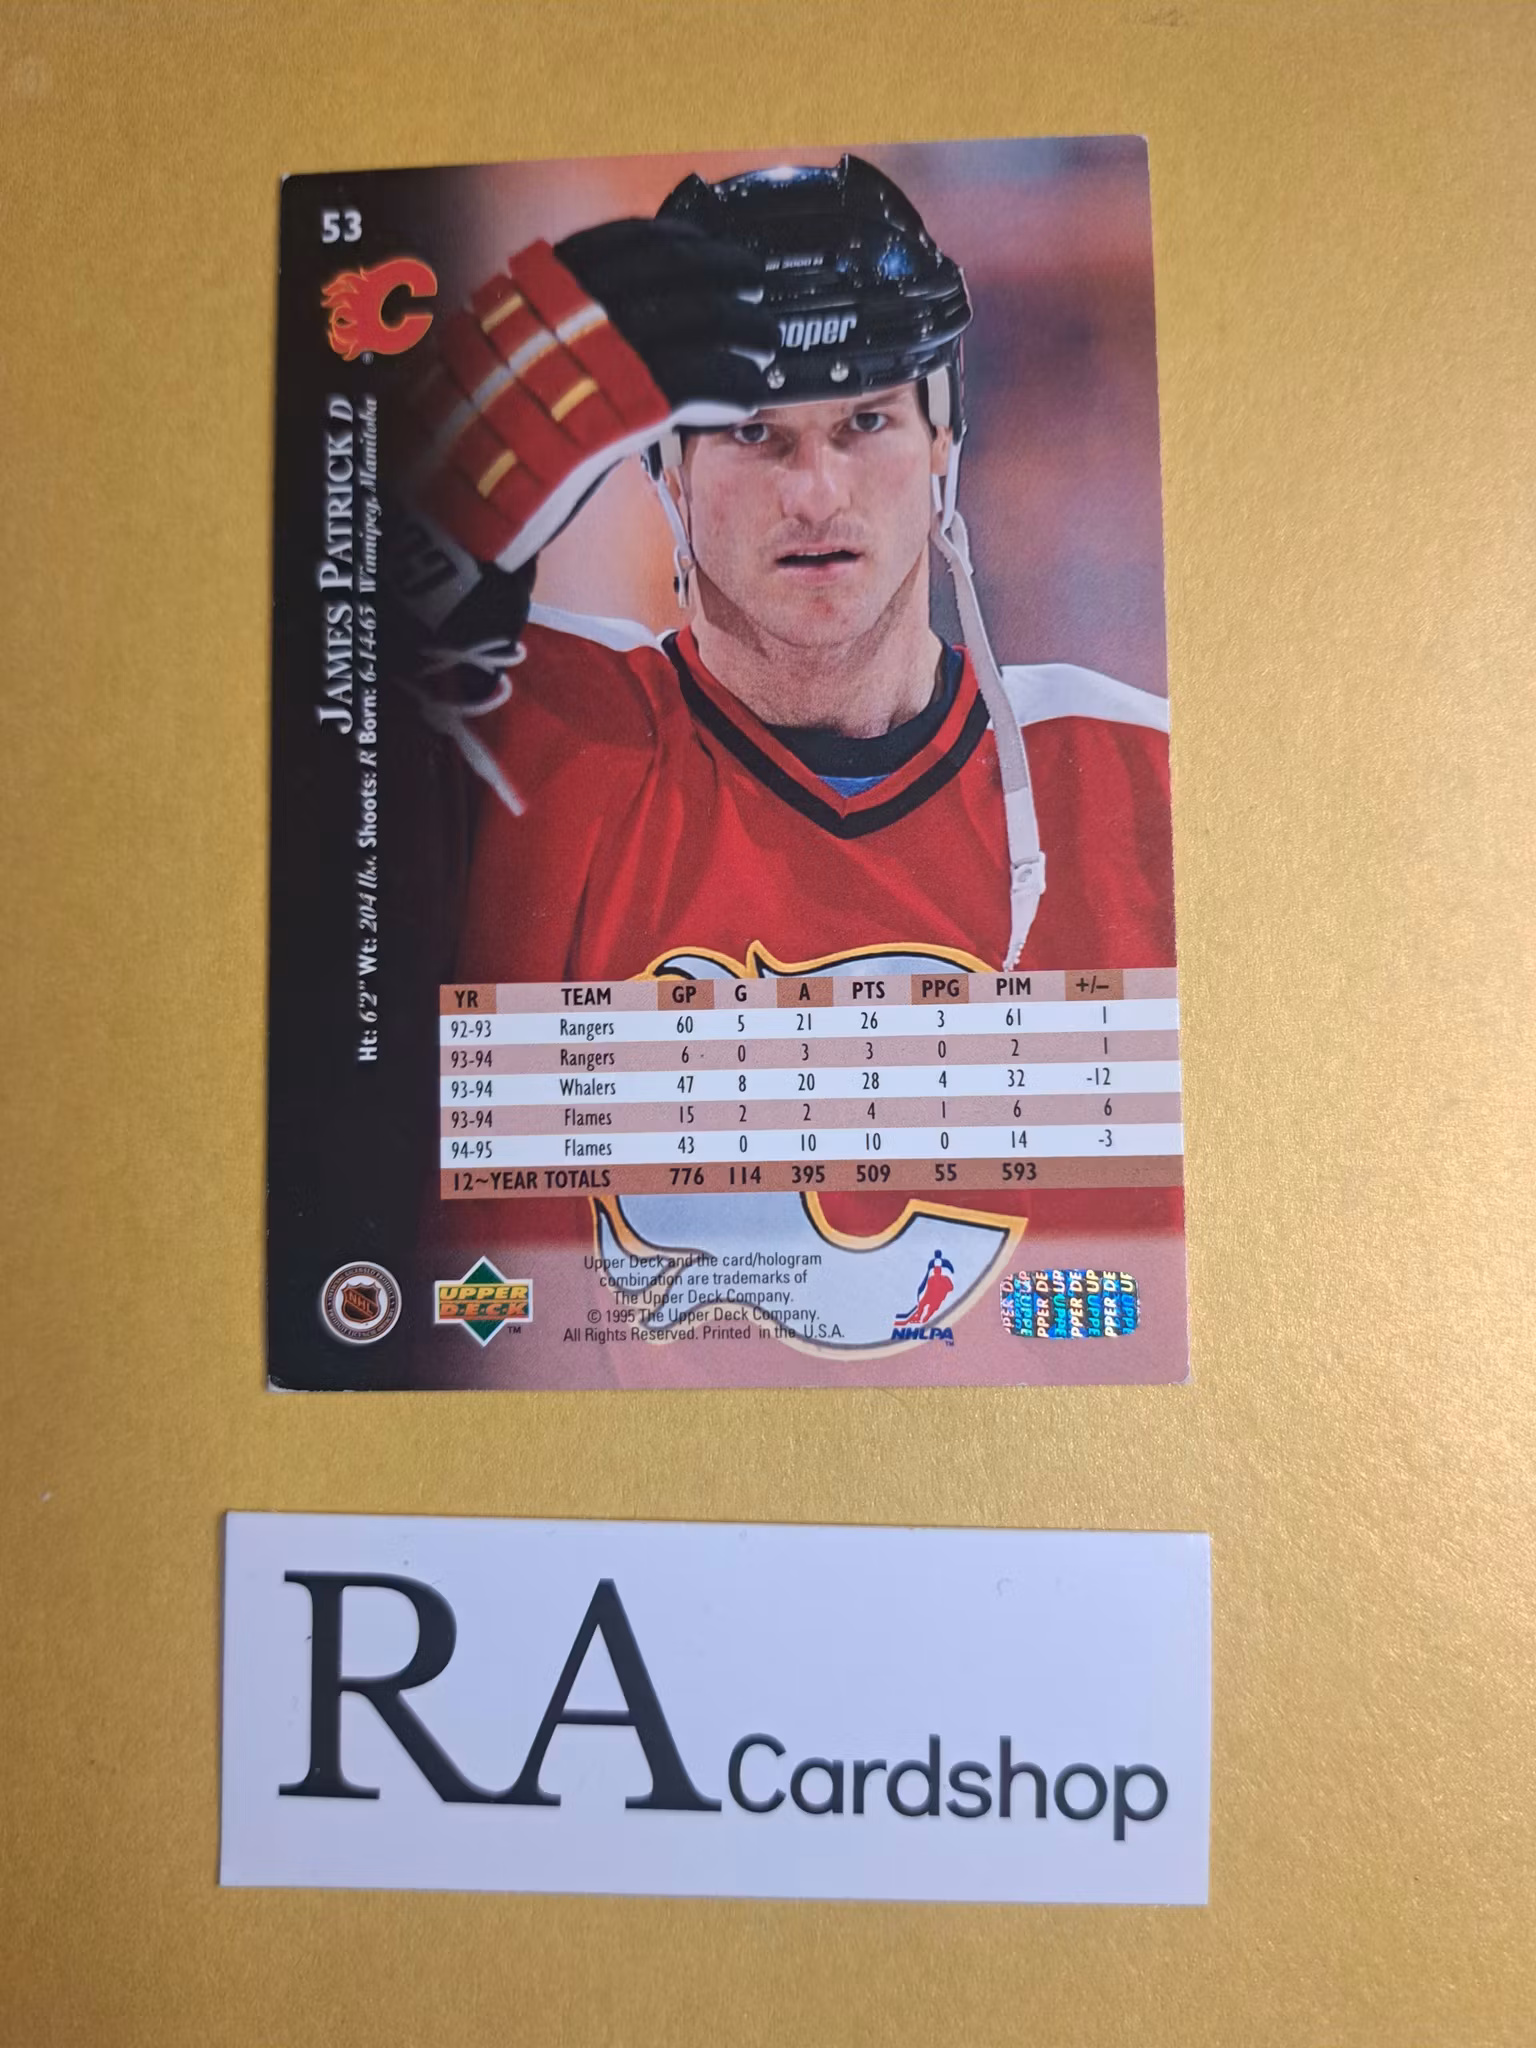 53
JAMES PATRICK D
Ht: 6'2" Wt: 204 lbs. Shoots: R Born: 6-14-63 Winnipeg, Manitoba
ooper
YR TEAM GP G A PTS PPG PIM +/–
92-93 Rangers 60 5 21 26 3 61 1
93-94 Rangers 6 0 3 3 0 2 1
93-94 Whalers 47 8 20 28 4 32 -12
93-94 Flames 15 2 2 4 1 6 6
94-95 Flames 43 0 10 10 0 14 -3
12~YEAR TOTALS 776 114 395 509 55 593
NHL
UPPER
DECK
TM
Upper Deck and the card/hologram
combination are trademarks of
The Upper Deck Company.
© 1995 The Upper Deck Company.
All Rights Reserved. Printed in the U.S.A.
NHLPA
RA Cardshop